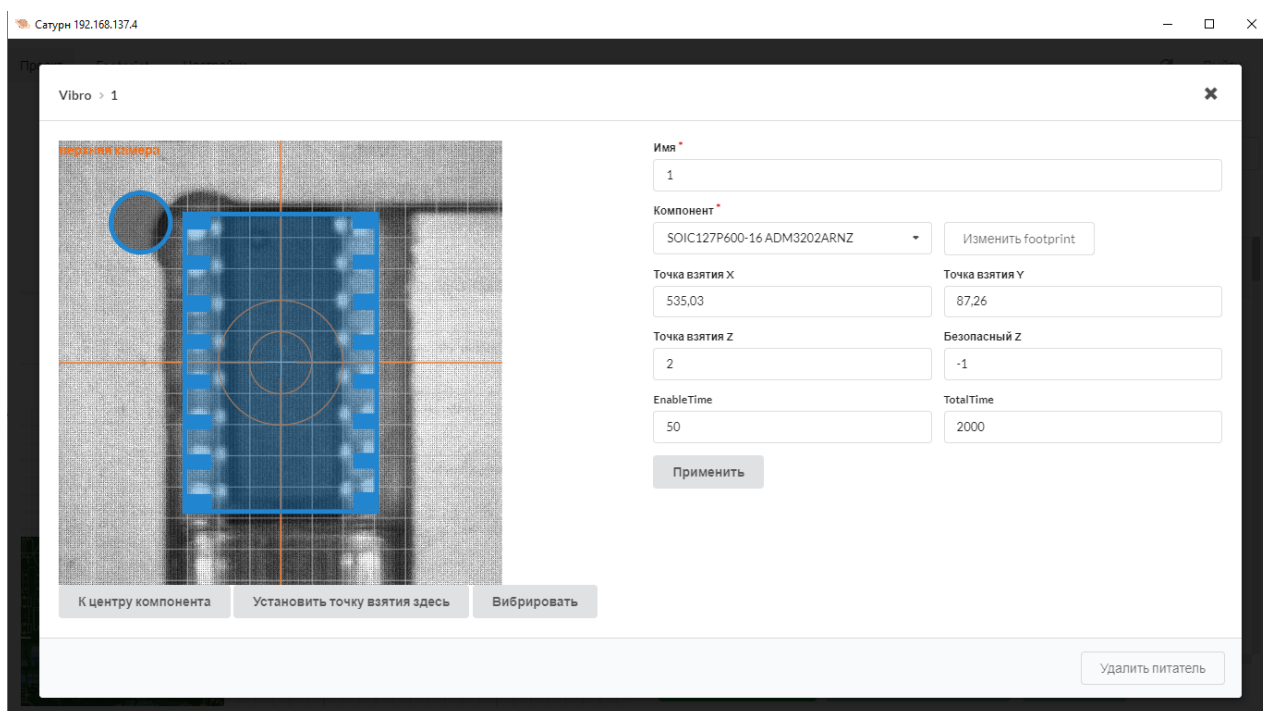 Сатурн 192.168.137.4
Vibro > 1
верхняя камера
Имя *
1
Компонент *
SOIC127P600-16 ADM3202ARNZ
Изменить footprint
Точка взятия X
Точка взятия Y
535,03
87,26
Точка взятия Z
Безопасный Z
2
-1
EnableTime
TotalTime
50
2000
Применить
К центру компонента
Установить точку взятия здесь
Вибрировать
Удалить питатель